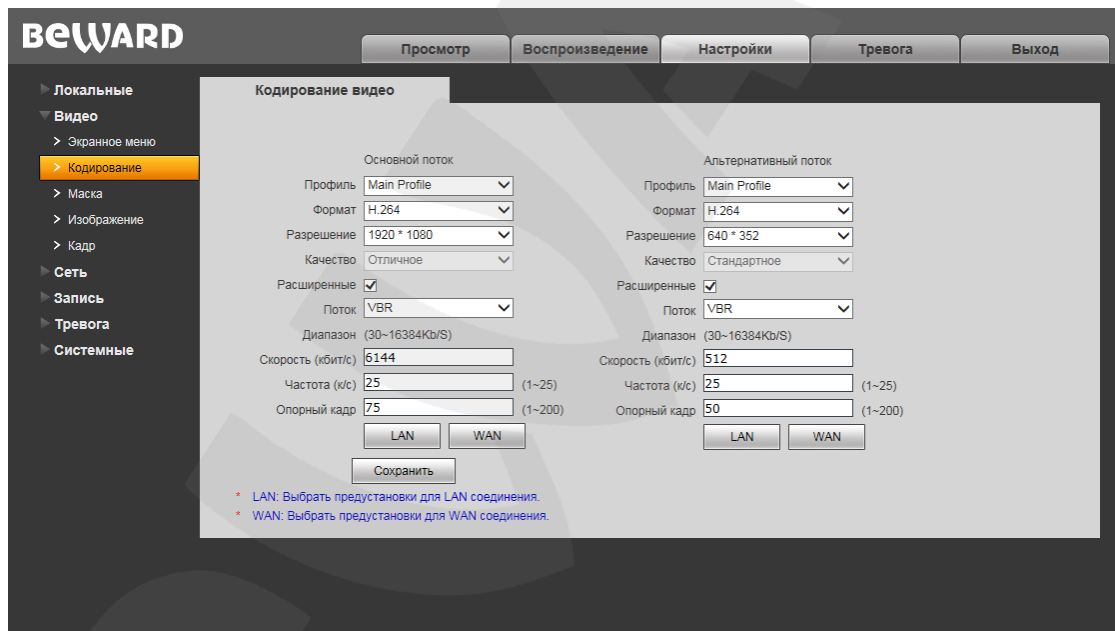 BEWARD
Просмотр Воспроизведение Настройки Тревога Выход
Локальные
Видео
> Экранное меню
> Кодирование
> Маска
> Изображение
> Кадр
Сеть
Запись
Тревога
Системные
Кодирование видео
Основной поток
Профиль Main Profile
Формат H.264
Разрешение 1920 * 1080
Качество Отличное
Расширенные
Поток VBR
Диапазон (30~16384Kb/S)
Скорость (кбит/с) 6144
Частота (к/с) 25 (1~25)
Опорный кадр 75 (1~200)
LAN WAN
Альтернативный поток
Профиль Main Profile
Формат H.264
Разрешение 640 * 352
Качество Стандартное
Расширенные
Поток VBR
Диапазон (30~16384Kb/S)
Скорость (кбит/с) 512
Частота (к/с) 25 (1~25)
Опорный кадр 50 (1~200)
LAN WAN
Сохранить
* LAN: Выбрать предустановки для LAN соединения.
* WAN: Выбрать предустановки для WAN соединения.